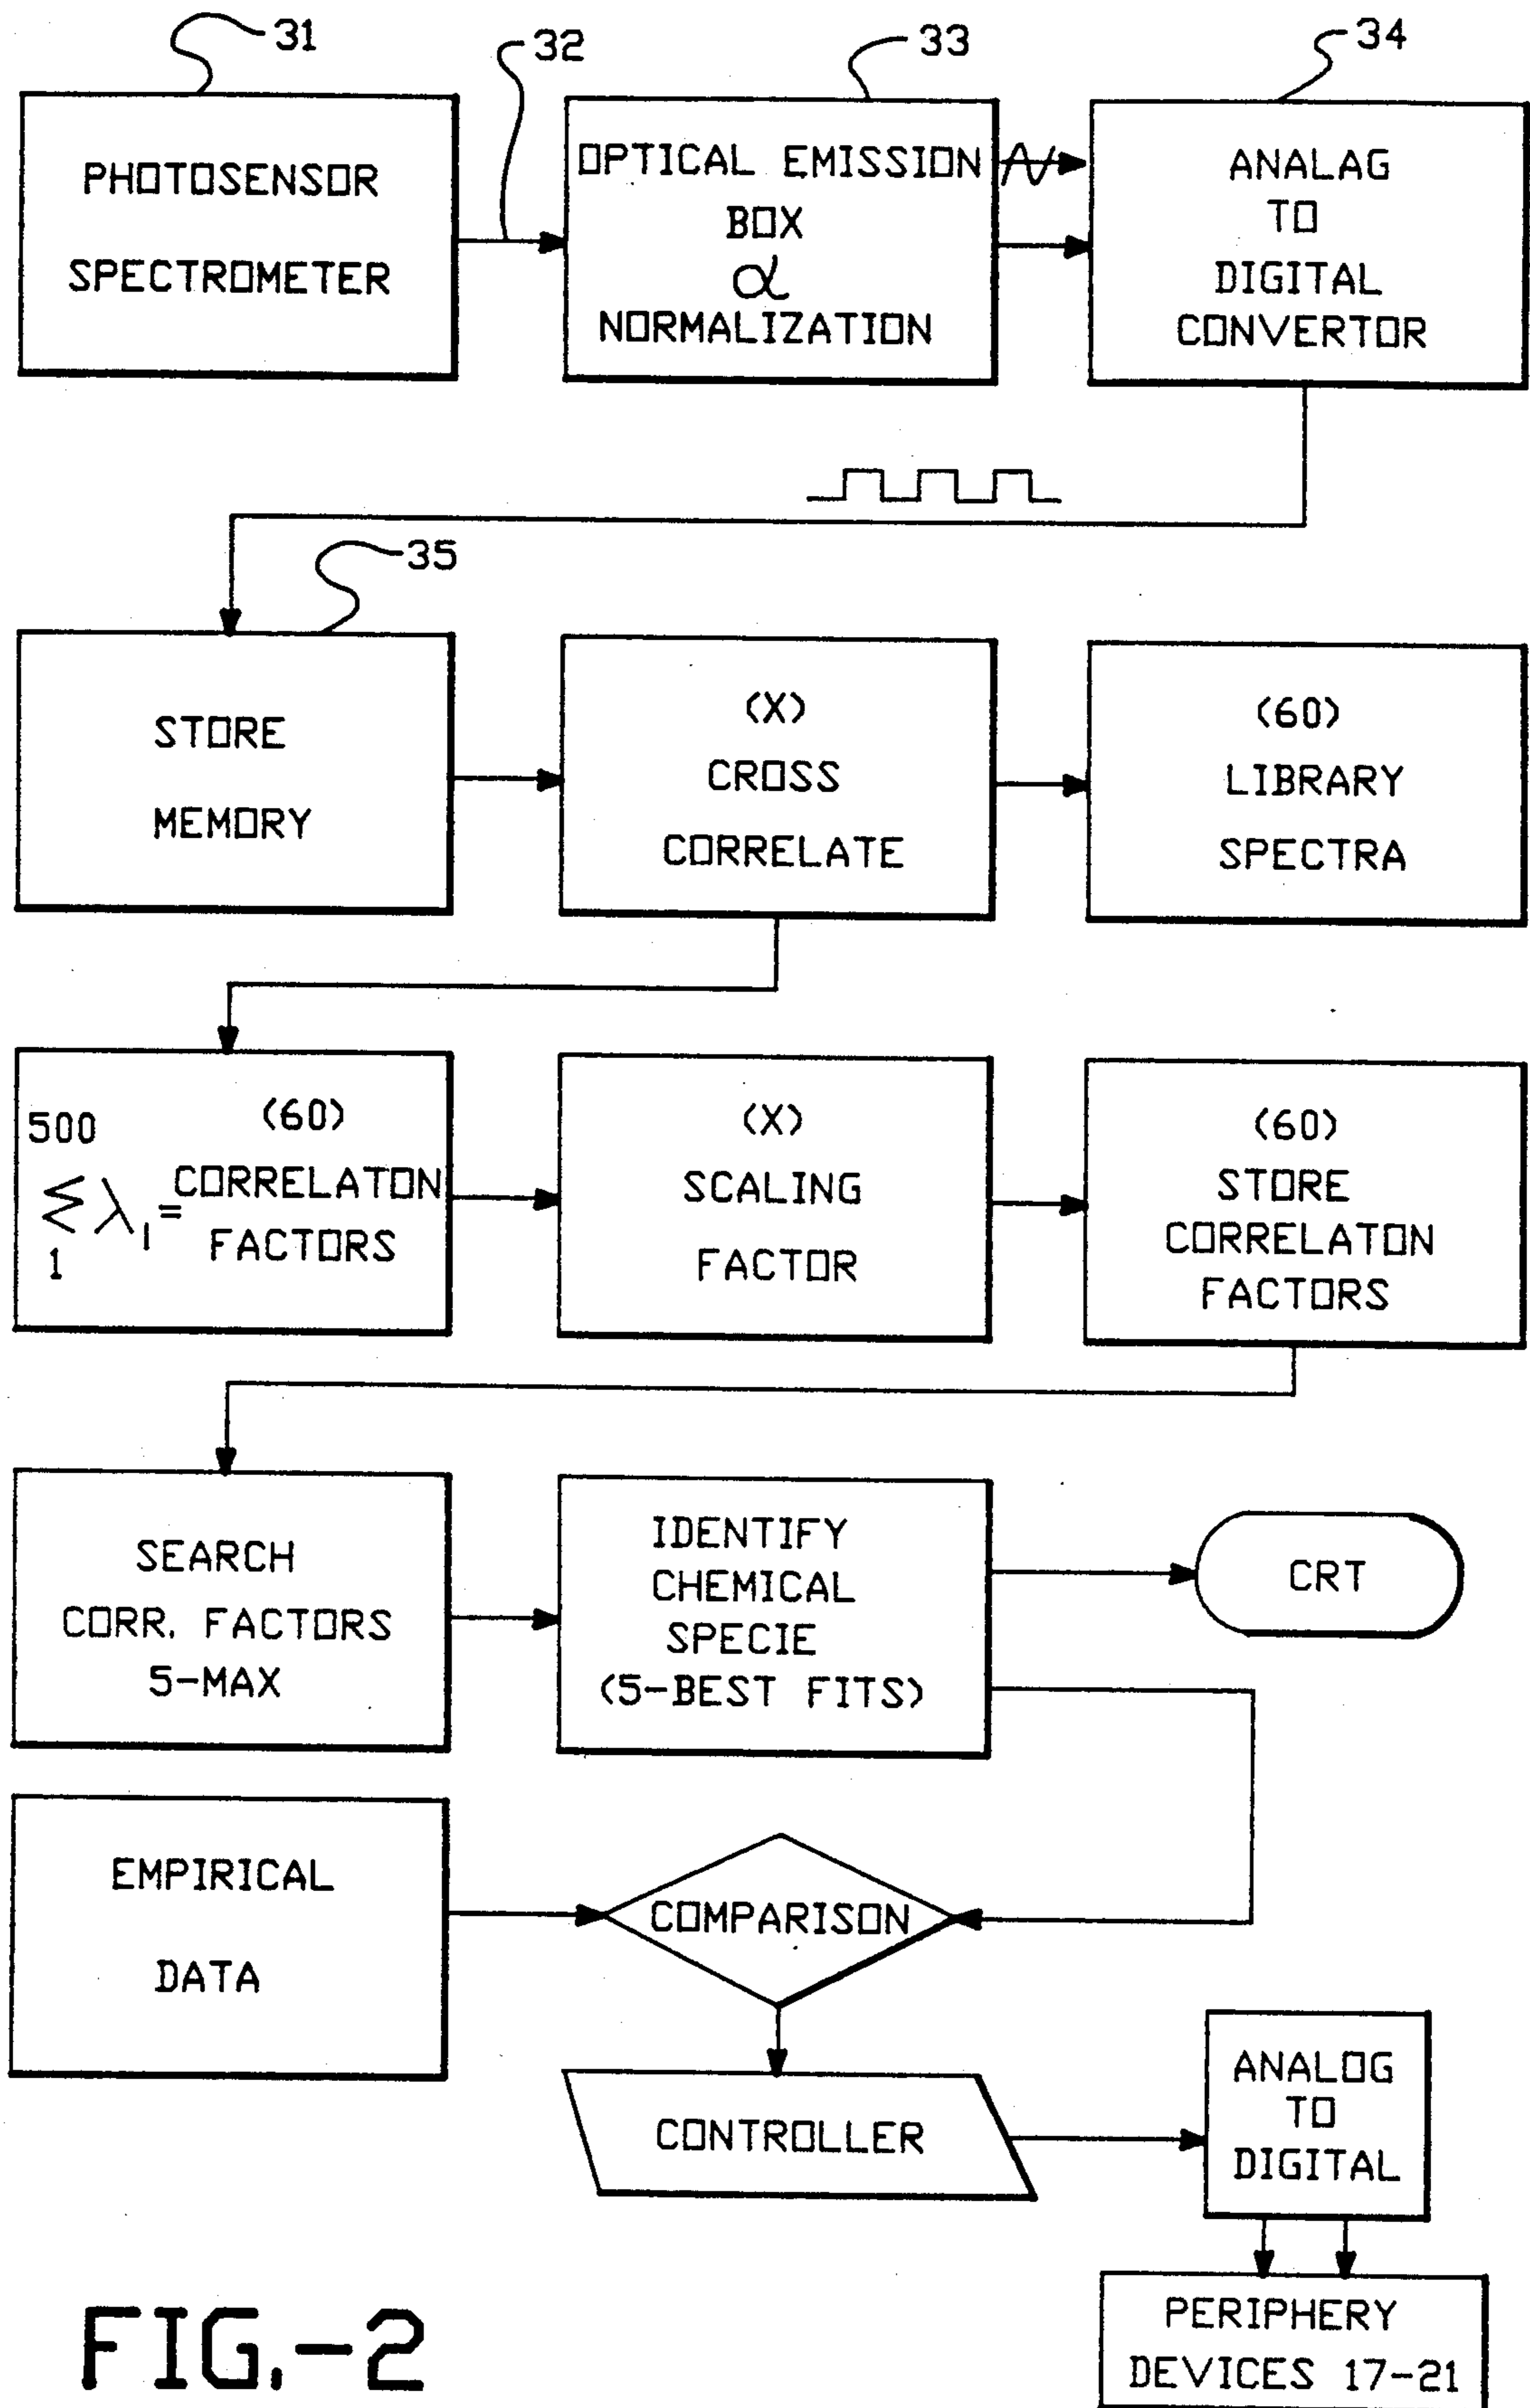 31
32
33
34
PHOTOSENSOR
SPECTROMETER
OPTICAL EMISSION
BOX
α
NORMALIZATION
ANALAG
TO
DIGITAL
CONVERTOR
35
STORE
MEMORY
(X)
CROSS
CORRELATE
(60)
LIBRARY
SPECTRA
500
∑ λ₁ =
1
(60)
CORRELATON
FACTORS
(X)
SCALING
FACTOR
(60)
STORE
CORRELATON
FACTORS
SEARCH
CORR. FACTORS
5-MAX
IDENTIFY
CHEMICAL
SPECIE
(5-BEST FITS)
CRT
EMPIRICAL
DATA
COMPARISON
CONTROLLER
ANALOG
TO
DIGITAL
PERIPHERY
DEVICES 17-21
FIG.-2